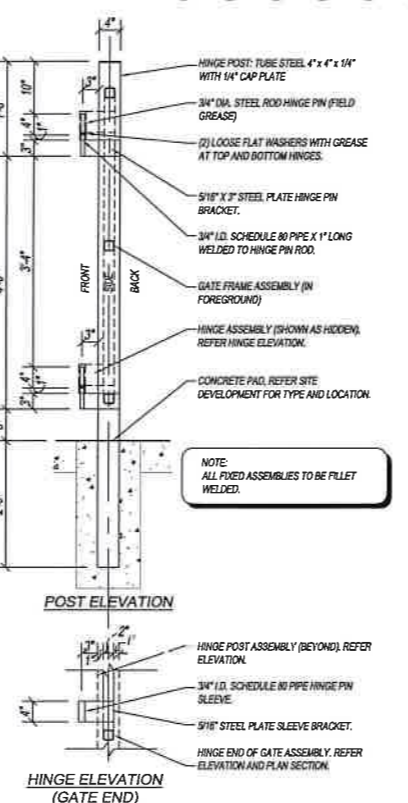 4"
HINGE POST: TUBE STEEL 4" x 4" x 1/4"
WITH 1/4" CAP PLATE
3"
10"
3/4" DIA. STEEL ROD HINGE PIN (FIELD
GREASE)
4"
1"
3"
(2) LOOSE FLAT WASHERS WITH GREASE
AT TOP AND BOTTOM HINGES.
5/16" X 3" STEEL PLATE HINGE PIN
BRACKET.
3/4" I.D. SCHEDULE 80 PIPE X 1" LONG
WELDED TO HINGE PIN ROD.
3'-4"
FRONT
SIDE
BACK
GATE FRAME ASSEMBLY (IN
FOREGROUND)
3"
HINGE ASSEMBLY (SHOWN AS HIDDEN).
REFER HINGE ELEVATION.
4"
1"
3"
CONCRETE PAD, REFER SITE
DEVELOPMENT FOR TYPE AND LOCATION.
NOTE:
ALL FIXED ASSEMBLIES TO BE FILLET
WELDED.
POST ELEVATION
2"
3"
1"
1"
HINGE POST ASSEMBLY (BEYOND). REFER
ELEVATION.
3/4" I.D. SCHEDULE 80 PIPE HINGE PIN
SLEEVE.
4"
5/16" STEEL PLATE SLEEVE BRACKET.
HINGE END OF GATE ASSEMBLY. REFER
ELEVATION AND PLAN SECTION.
HINGE ELEVATION
(GATE END)